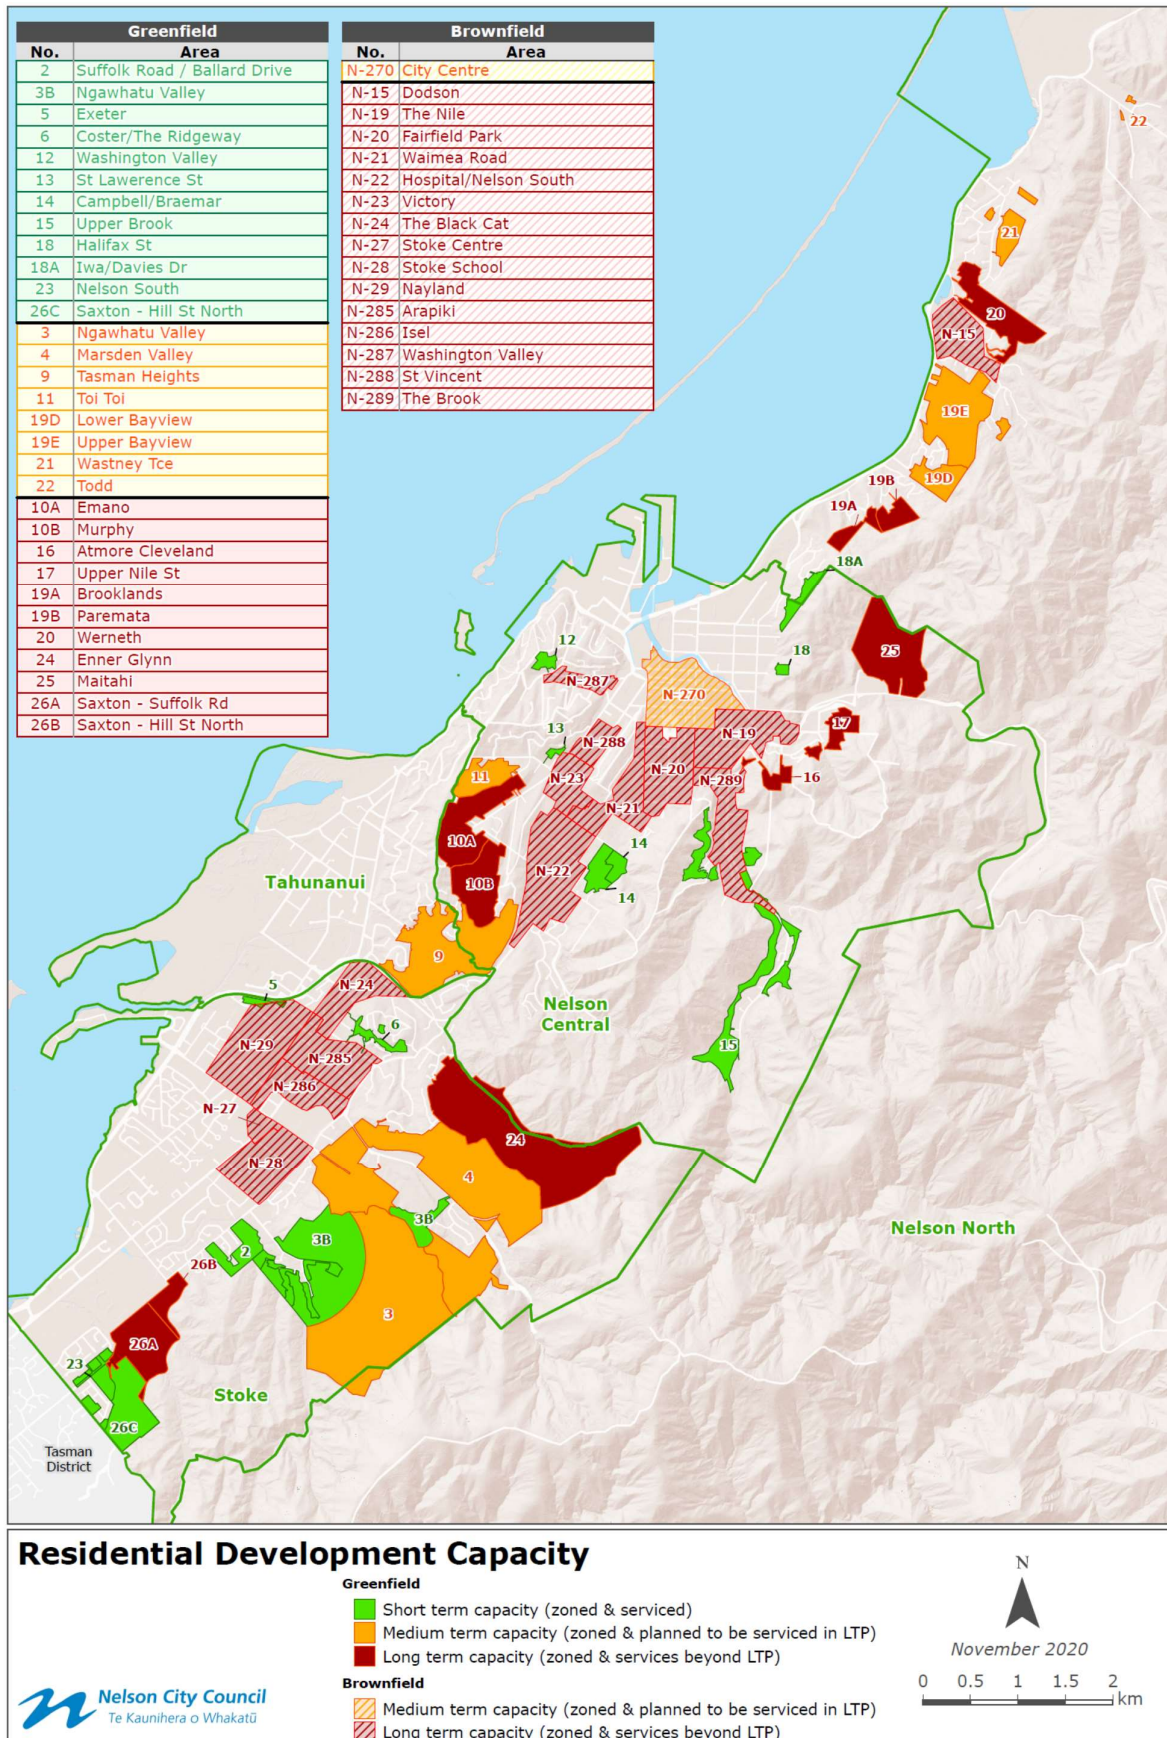 Greenfield
No. Area
2 Suffolk Road / Ballard Drive
3B Ngawhatu Valley
5 Exeter
6 Coster/The Ridgeway
12 Washington Valley
13 St Lawerence St
14 Campbell/Braemar
15 Upper Brook
18 Halifax St
18A Iwa/Davies Dr
23 Nelson South
26C Saxton - Hill St North
3 Ngawhatu Valley
4 Marsden Valley
9 Tasman Heights
11 Toi Toi
19D Lower Bayview
19E Upper Bayview
21 Wastney Tce
22 Todd
10A Emano
10B Murphy
16 Atmore Cleveland
17 Upper Nile St
19A Brooklands
19B Paremata
20 Werneth
24 Enner Glynn
25 Maitahi
26A Saxton - Suffolk Rd
26B Saxton - Hill St North
Brownfield
No. Area
N-270 City Centre
N-15 Dodson
N-19 The Nile
N-20 Fairfield Park
N-21 Waimea Road
N-22 Hospital/Nelson South
N-23 Victory
N-24 The Black Cat
N-27 Stoke Centre
N-28 Stoke School
N-29 Nayland
N-285 Arapiki
N-286 Isel
N-287 Washington Valley
N-288 St Vincent
N-289 The Brook
22
21
20
N-15
19E
19D
19B
19A
18A
12
18
25
N-287
N-270
17
13
N-288
N-19
11
N-23
N-20
N-289
16
N-21
10A
14
N-22
Tahunanui
10B
14
9
5
N-24
Nelson
Central
6
N-29
N-285
15
N-286
N-27
24
N-28
4
3B
Nelson North
3B
2
26B
3
26A
23
Stoke
26C
Tasman
District
Residential Development Capacity
Greenfield
Short term capacity (zoned & serviced)
Medium term capacity (zoned & planned to be serviced in LTP)
Long term capacity (zoned & services beyond LTP)
Brownfield
Medium term capacity (zoned & planned to be serviced in LTP)
Long term capacity (zoned & services beyond LTP)
Nelson City Council
Te Kaunihera o Whakatū
N
November 2020
0 0.5 1 1.5 2
km